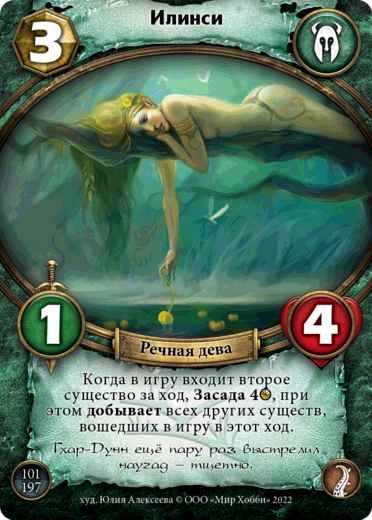 Илинси
3
1
4
Речная дева
Когда в игру входит второе
существо за ход, Засада 4, при
этом добывает всех других существ,
вошедших в игру в этот ход.
Гхар-Дунн ещё пару раз выстрелил
наугад – тщетно.
101
197
худ. Юлия Алексеева © ООО «Мир Хобби» 2022